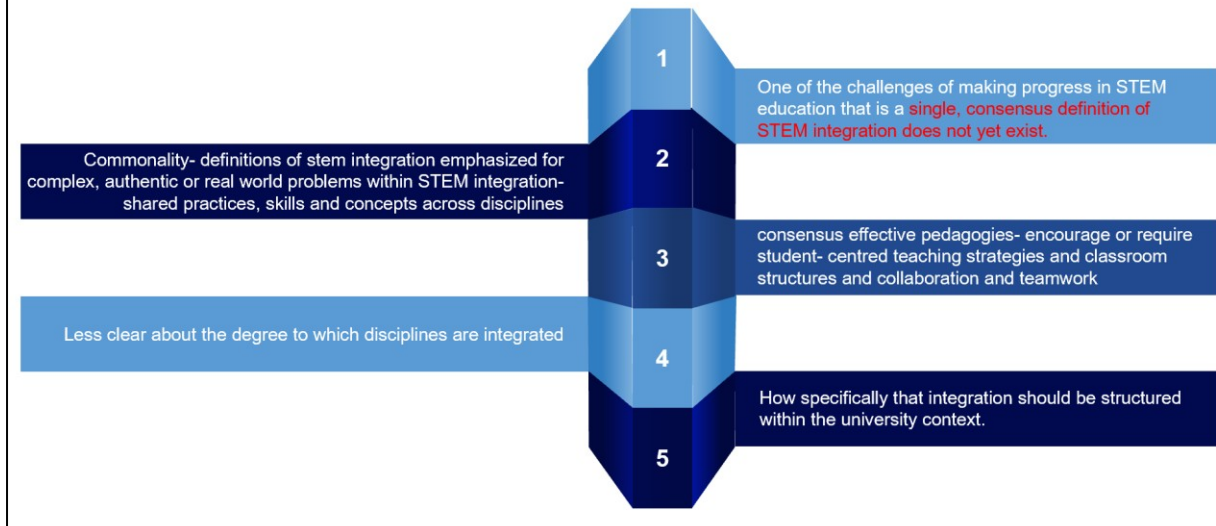 1
One of the challenges of making progress in STEM
education that is a single, consensus definition of
STEM integration does not yet exist.
2
Commonality- definitions of stem integration emphasized for
complex, authentic or real world problems within STEM integration-
shared practices, skills and concepts across disciplines
3
consensus effective pedagogies- encourage or require
student- centred teaching strategies and classroom
structures and collaboration and teamwork
4
Less clear about the degree to which disciplines are integrated
5
How specifically that integration should be structured
within the university context.